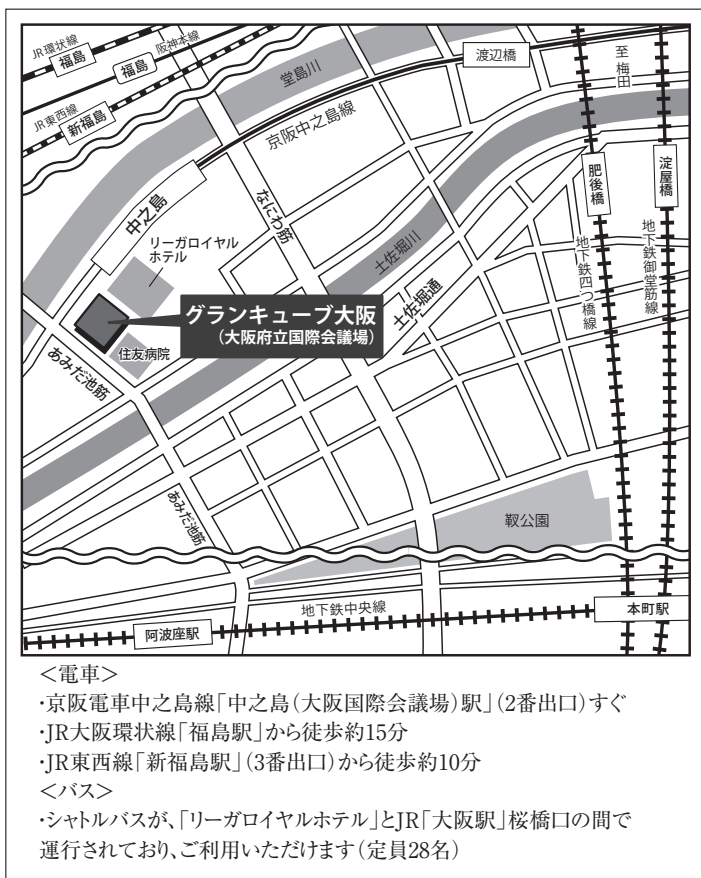 JR環状線
福島
阪神本線
福島
JR東西線
新福島
堂島川
渡辺橋
至 梅田
京阪中之島線
中之島
なにわ筋
肥後橋
淀屋橋
リーガロイヤル
ホテル
土佐堀川
地下鉄四つ橋線
地下鉄御堂筋線
グランキューブ大阪
(大阪府立国際会議場)
土佐堀通
住友病院
あみだ池筋
あみだ池筋
靱公園
地下鉄中央線
本町駅
阿波座駅
<電車>
・京阪電車中之島線「中之島(大阪国際会議場)駅」(2番出口)すぐ
・JR大阪環状線「福島駅」から徒歩約15分
・JR東西線「新福島駅」(3番出口)から徒歩約10分
<バス>
・シャトルバスが、「リーガロイヤルホテル」とJR「大阪駅」桜橋口の間で
運行されており、ご利用いただけます(定員28名)